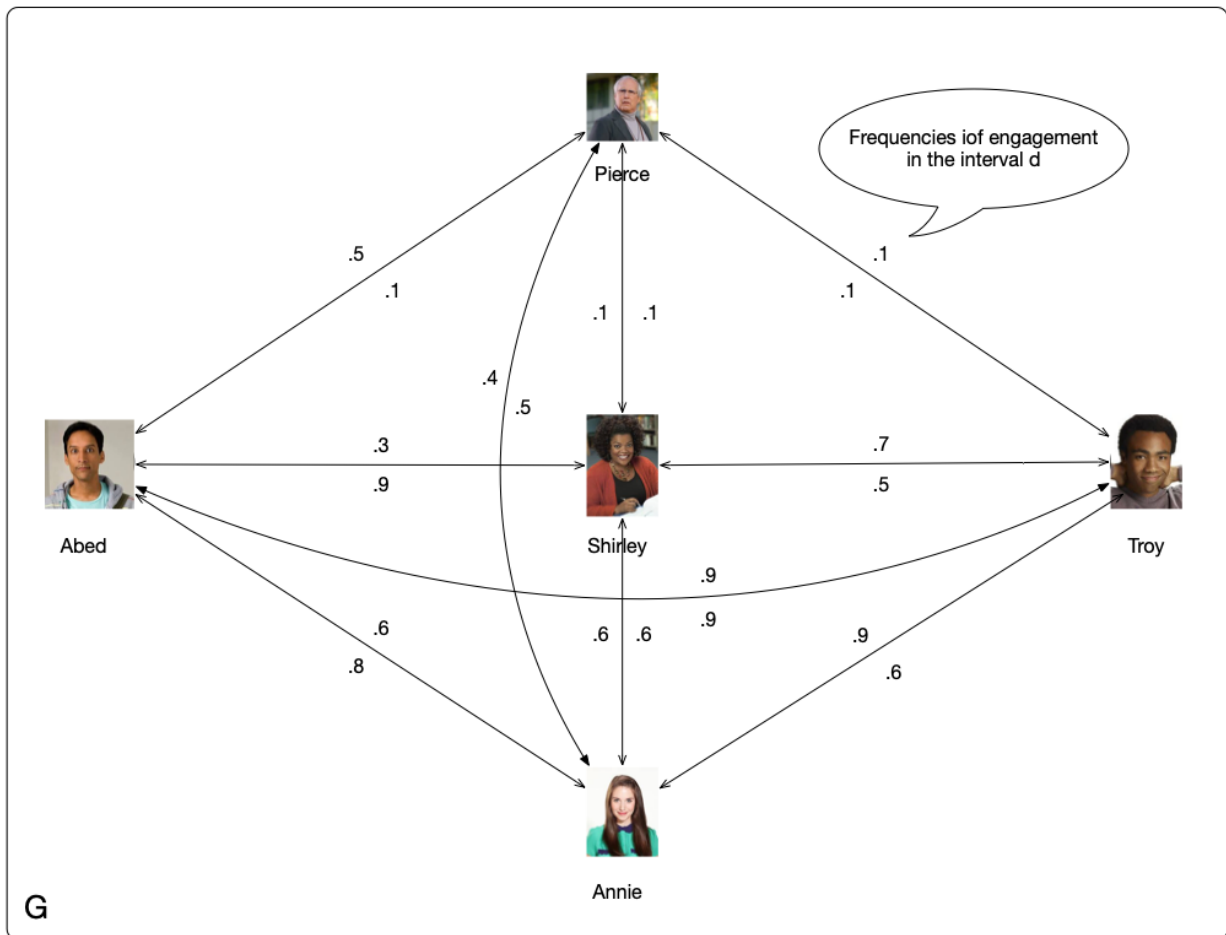 Frequencies iof engagement
in the interval d
Pierce
.5
.1
.1
.1
.1
.1
.4
.5
.3
.9
.7
.5
Abed
Shirley
Troy
.9
.9
.6
.8
.6
.6
.9
.6
Annie
G